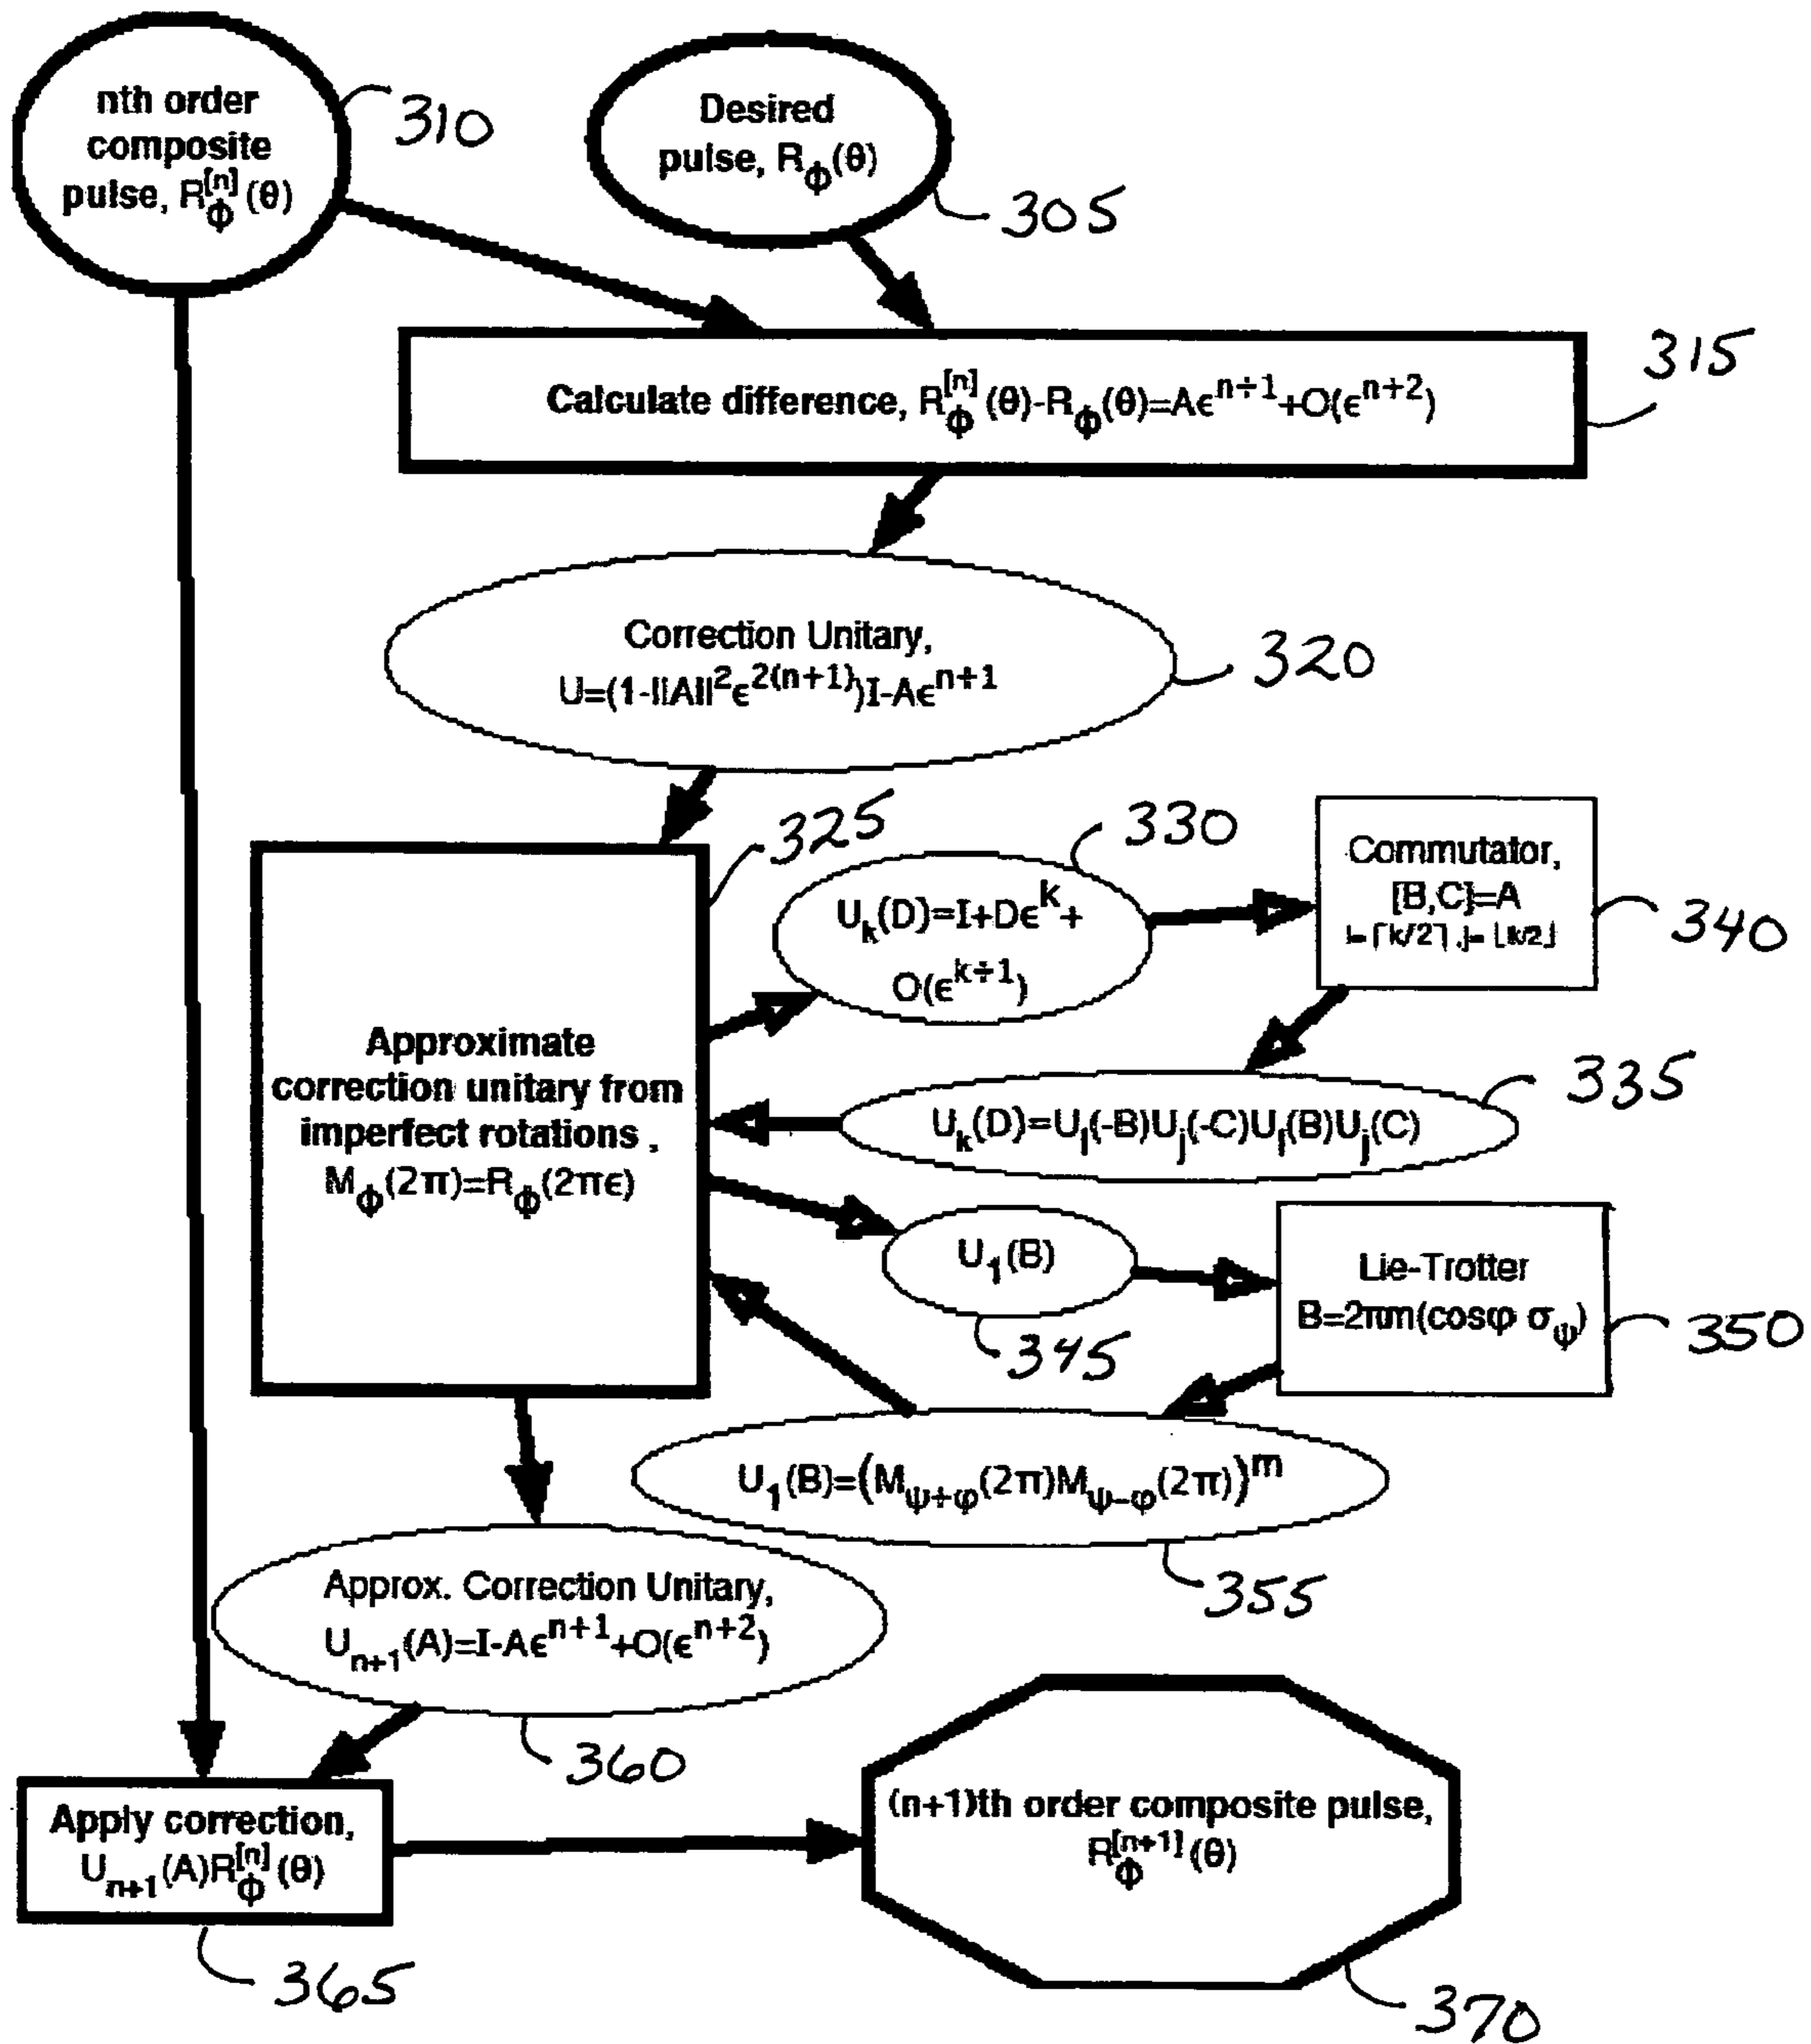 nth order
composite
pulse, R_Φ^[n](θ)
310
Desired
pulse, R_Φ(θ)
305
315
Calculate difference, R_Φ^[n](θ)-R_Φ(θ)=Aϵ^n+1+O(ϵ^n+2)
Correction Unitary,
U=(1-||A||^2ϵ^2(n+1))I-Aϵ^n+1
320
325
330
U_k(D)=I+Dϵ^k+
O(ϵ^k+1)
Commutator,
[B,C]=A
i=⌈k/2⌉,j=⌊k/2⌋
340
Approximate
correction unitary from
imperfect rotations,
M_Φ(2π)=R_Φ(2πϵ)
335
U_k(D)=U_i(-B)U_j(-C)U_i(B)U_j(C)
U_1(B)
345
Lie-Trotter
B=2πm(cosφ σ_ψ)
350
U_1(B)=(M_ψ+φ(2π)M_ψ-φ(2π))^m
355
Approx. Correction Unitary,
U_n+1(A)=I-Aϵ^n+1+O(ϵ^n+2)
360
Apply correction,
U_n+1(A)R_Φ^[n](θ)
365
(n+1)th order composite pulse,
R_Φ^[n+1](θ)
370